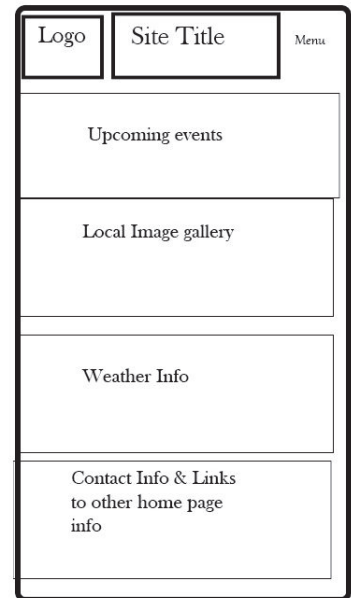 Logo
Site Title
Menu
Upcoming events
Local Image gallery
Weather Info
Contact Info & Links
to other home page
info